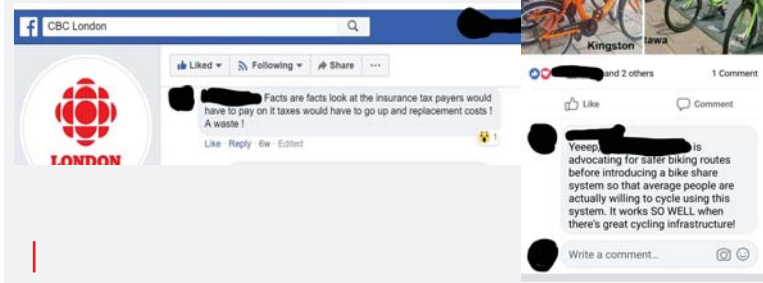 CBC London
Liked Following Share ...
Facts are facts look at the insurance tax payers would
have to pay on it taxes would have to go up and replacement costs !
A waste !
Like · Reply · 6w · Edited
1
LONDON
Kingston
tawa
and 2 others 1 Comment
Like Comment
Yeeep, is
advocating for safer biking routes
before introducing a bike share
system so that average people are
actually willing to cycle using this
system. It works SO WELL when
there's great cycling infrastructure!
Write a comment...